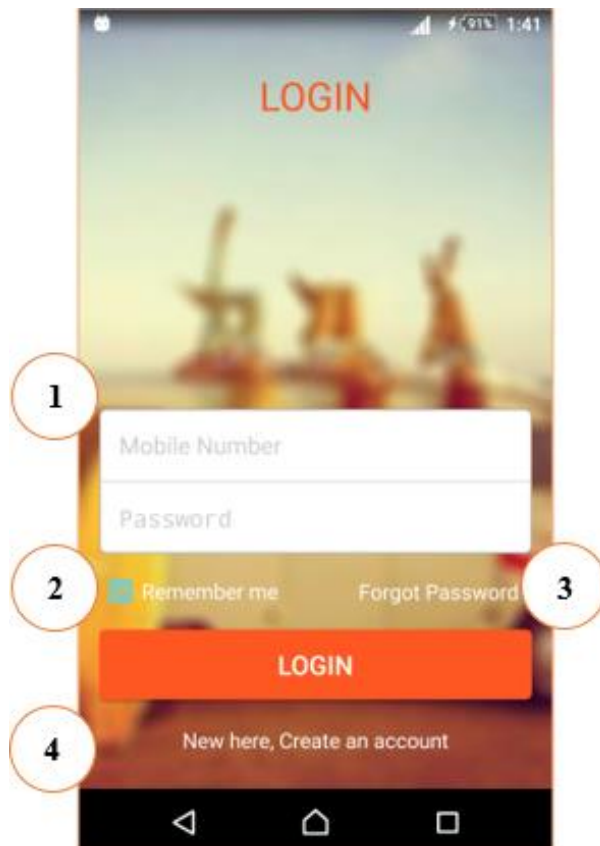 91% 1:41
LOGIN
1
Mobile Number
Password
2
Remember me
Forgot Password
3
LOGIN
4
New here, Create an account